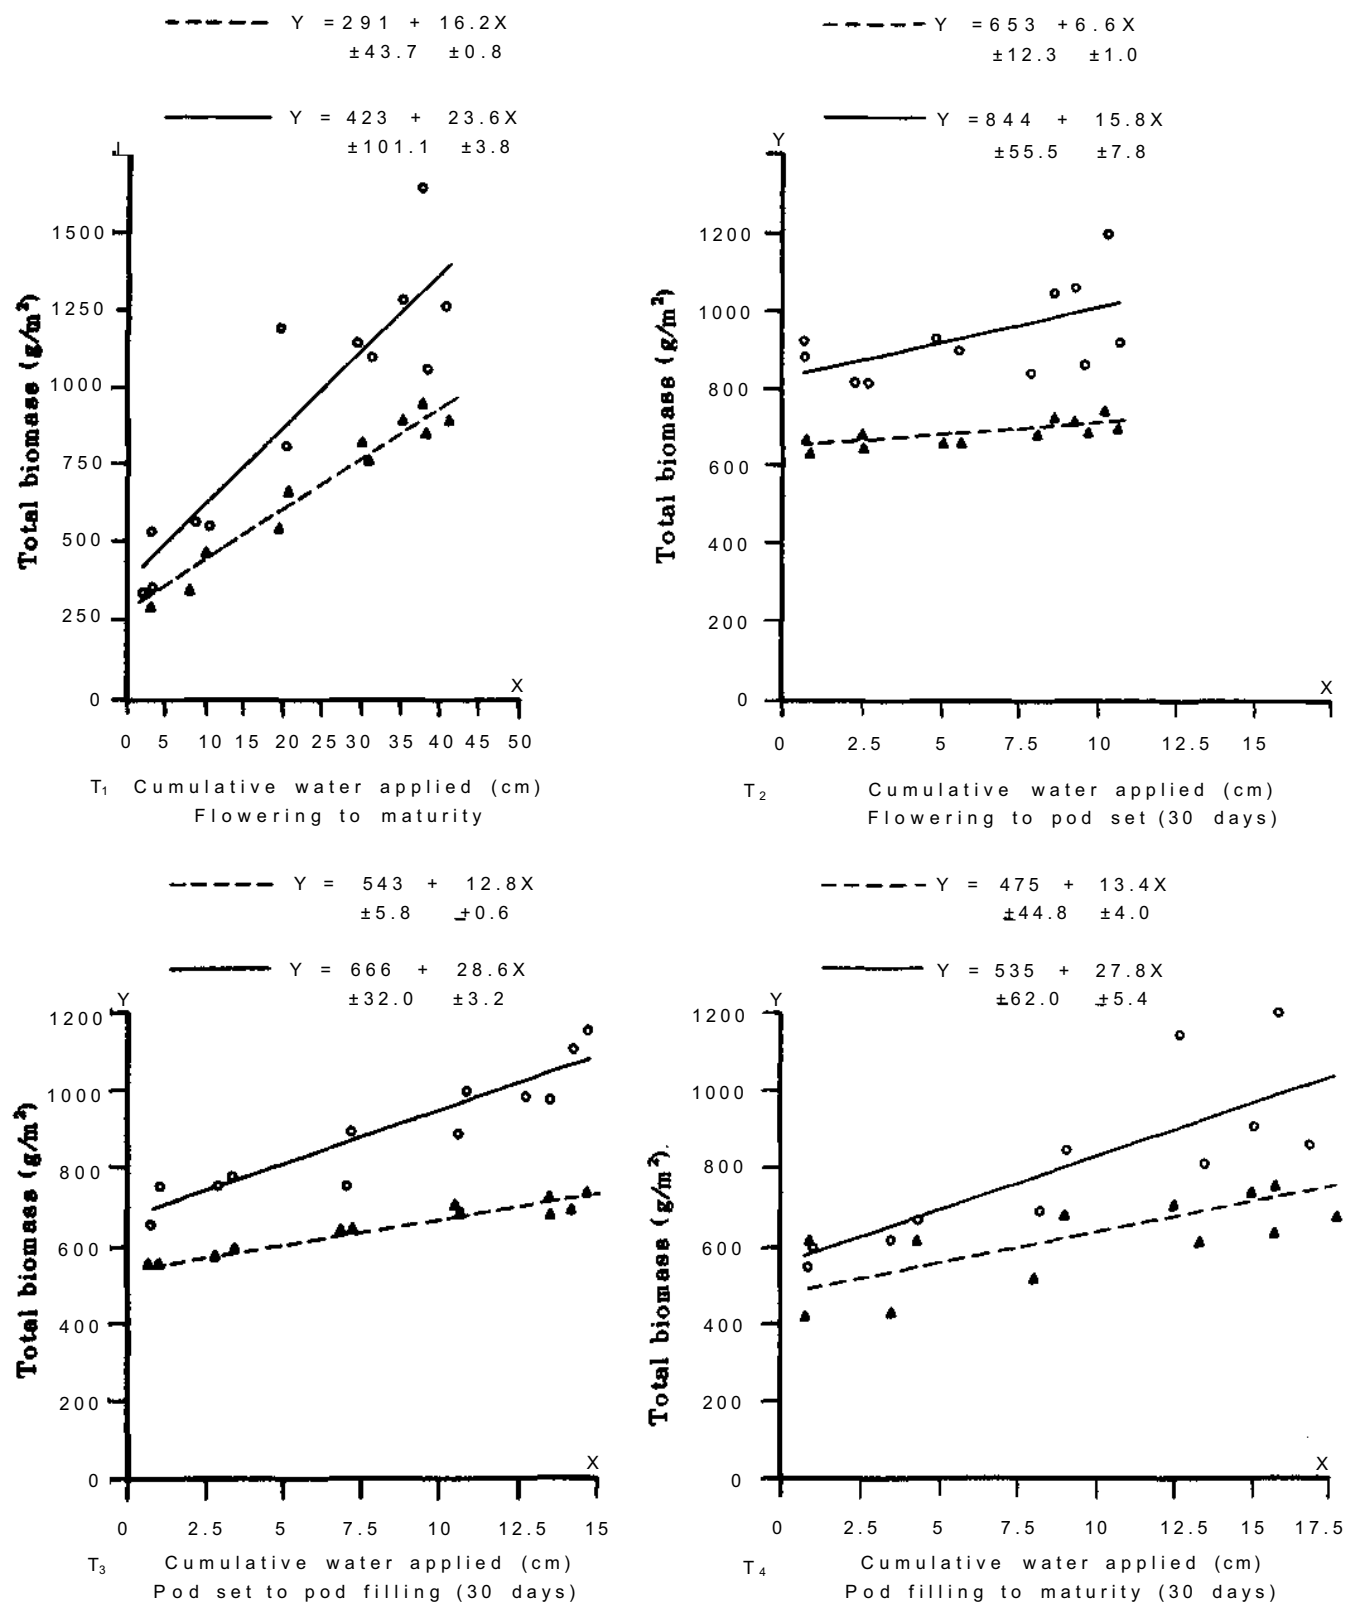 Y = 291 + 16.2X
±43.7 ±0.8
Y = 423 + 23.6X
±101.1 ±3.8
1500
1250
1000
750
500
250
0
Total biomass (g/m²)
X
0 5 10 15 20 25 30 35 40 45 50
T₁ Cumulative water applied (cm)
Flowering to maturity
Y = 653 + 6.6X
±12.3 ±1.0
Y = 844 + 15.8X
±55.5 ±7.8
Y
1200
1000
800
600
400
200
0
Total biomass (g/m²)
X
0 2.5 5 7.5 10 12.5 15
T₂ Cumulative water applied (cm)
Flowering to pod set (30 days)
Y = 543 + 12.8X
±5.8 ±0.6
Y = 666 + 28.6X
±32.0 ±3.2
Y
1200
1000
800
600
400
200
0
Total biomass (g/m²)
X
0 2.5 5 7.5 10 12.5 15
T₃ Cumulative water applied (cm)
Pod set to pod filling (30 days)
Y = 475 + 13.4X
±44.8 ±4.0
Y = 535 + 27.8X
±62.0 ±5.4
Y
1200
1000
800
600
400
200
0
Total biomass (g/m²)
X
0 2.5 5 7.5 10 12.5 15 17.5
T₄ Cumulative water applied (cm)
Pod filling to maturity (30 days)